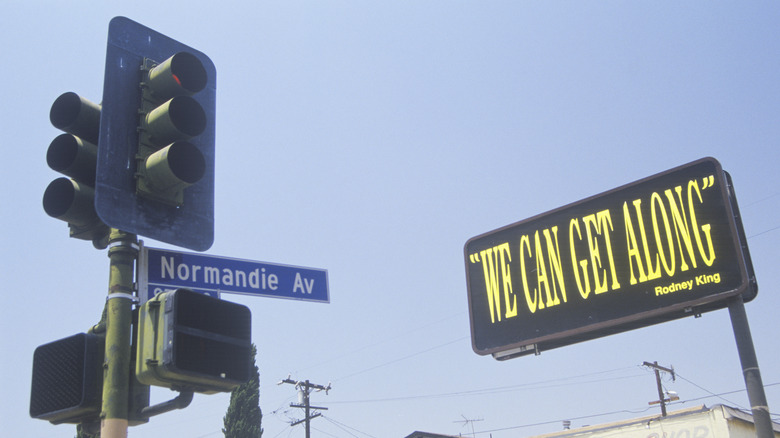 Normandie Av
"WE CAN GET ALONG"
Rodney King